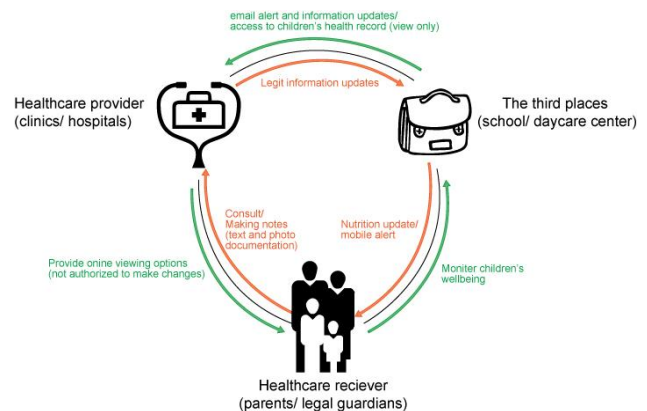 email alert and information updates/
access to children's health record (view only)
Legit information updates
Healthcare provider
(clinics/ hospitals)
The third places
(school/ daycare center)
Consult/
Making notes
(text and photo
documentation)
Nutrition update/
mobile alert
Provide onine viewing options
(not authorized to make changes)
Moniter children's
wellbeing
Healthcare reciever
(parents/ legal guardians)